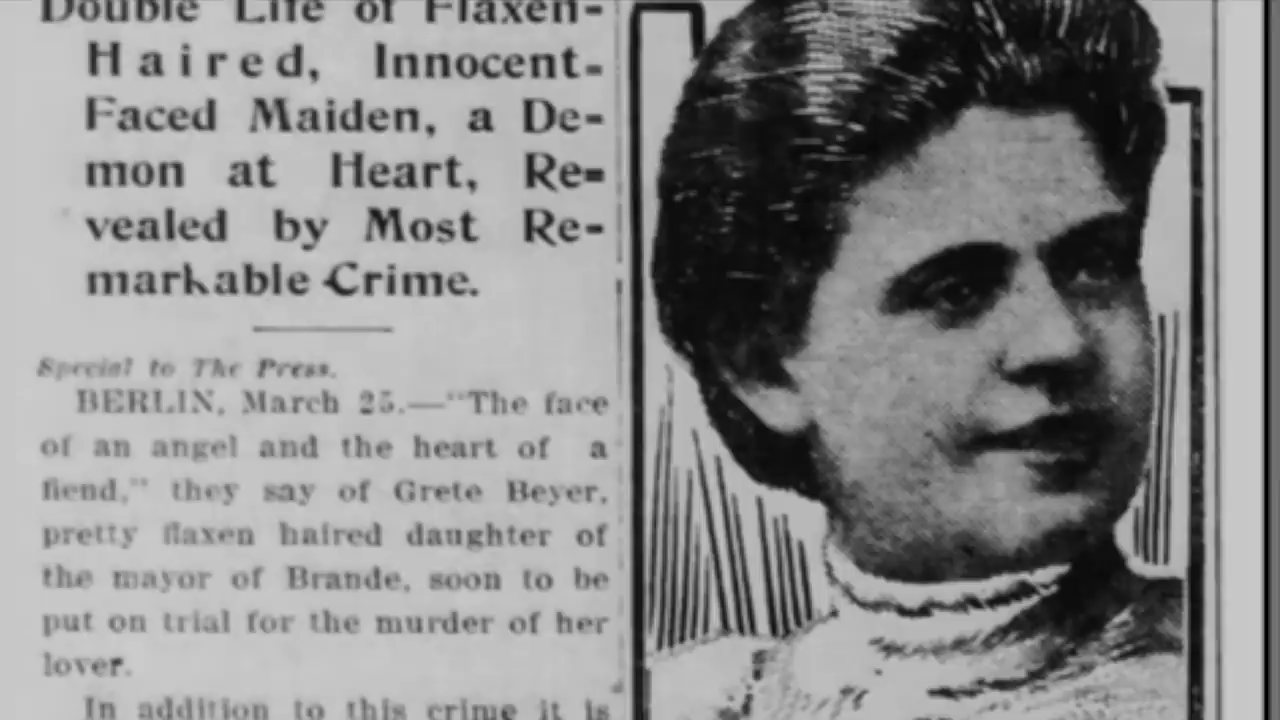 Double Life of Flaxen-
Haired, Innocent-
Faced Maiden, a De-
mon at Heart, Re-
vealed by Most Re-
markable Crime.
Special to The Press.
BERLIN, March 25.—"The face
of an angel and the heart of a
fiend," they say of Grete Beyer,
pretty flaxen haired daughter of
the mayor of Brande, soon to be
put on trial for the murder of her
lover.
In addition to this crime it is